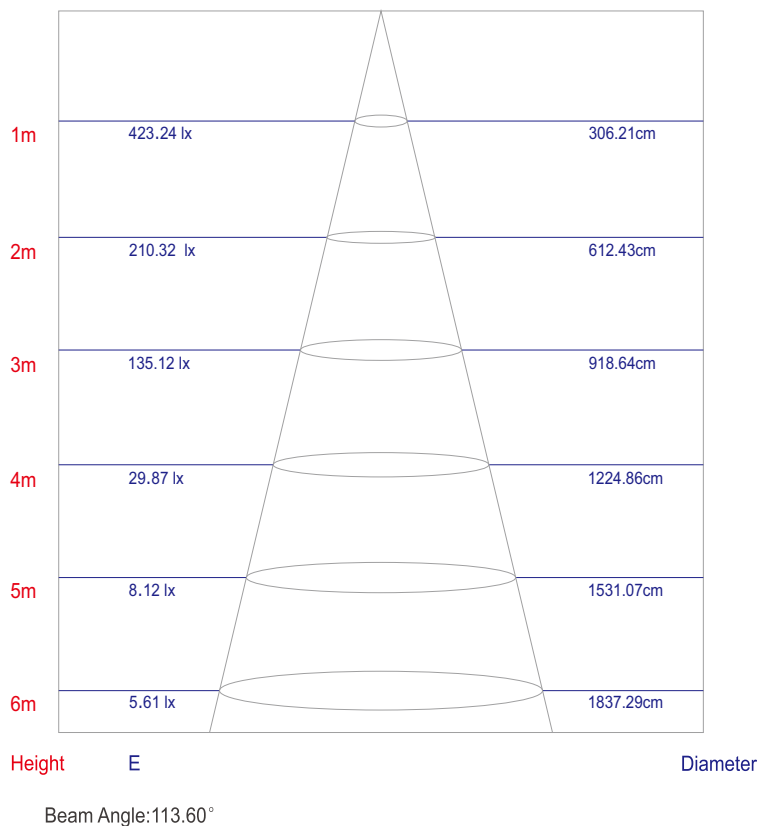 1m 423.24 lx 306.21cm
2m 210.32 lx 612.43cm
3m 135.12 lx 918.64cm
4m 29.87 lx 1224.86cm
5m 8.12 lx 1531.07cm
6m 5.61 lx 1837.29cm
Height E Diameter
Beam Angle:113.60°